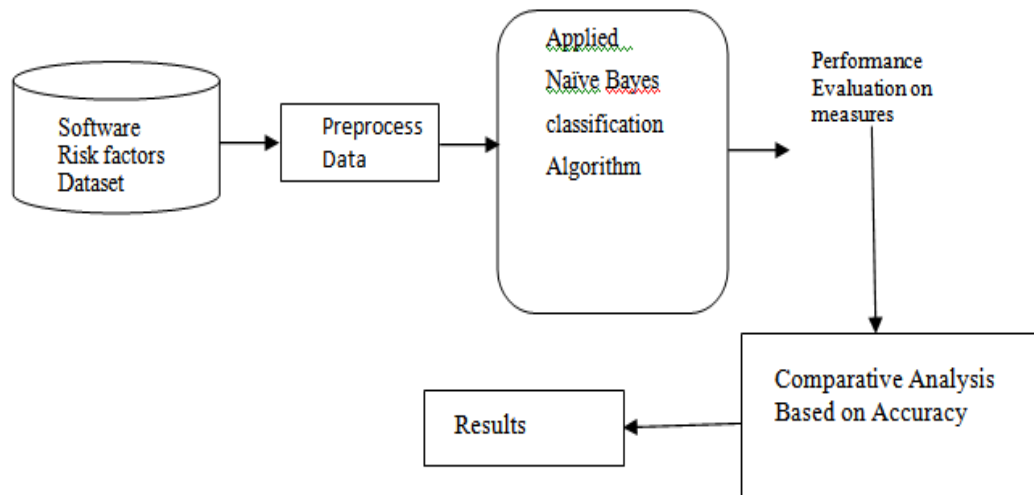 Software
Risk factors
Dataset
Preprocess
Data
Applied
Naïve Bayes
classification
Algorithm
Performance
Evaluation on
measures
Comparative Analysis
Based on Accuracy
Results